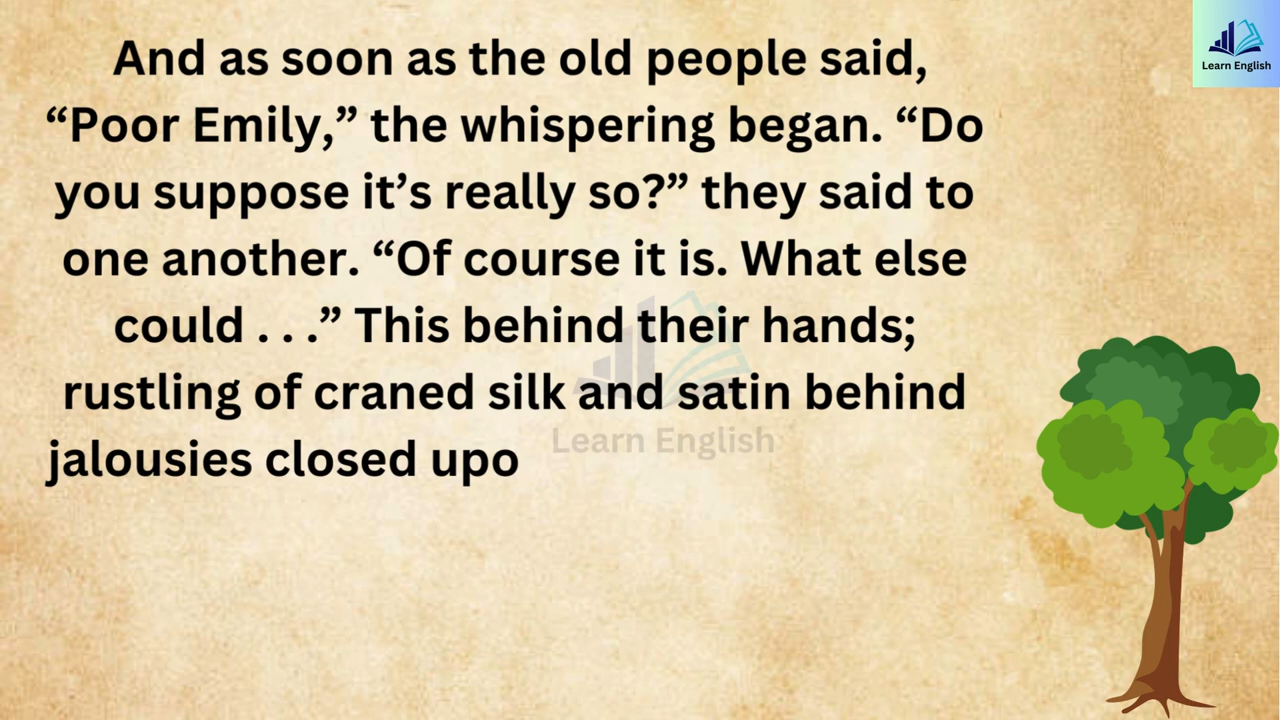 And as soon as the old people said,
“Poor Emily,” the whispering began. “Do
you suppose it’s really so?” they said to
one another. “Of course it is. What else
could . . .” This behind their hands;
rustling of craned silk and satin behind
jalousies closed upo
Learn English
Learn English